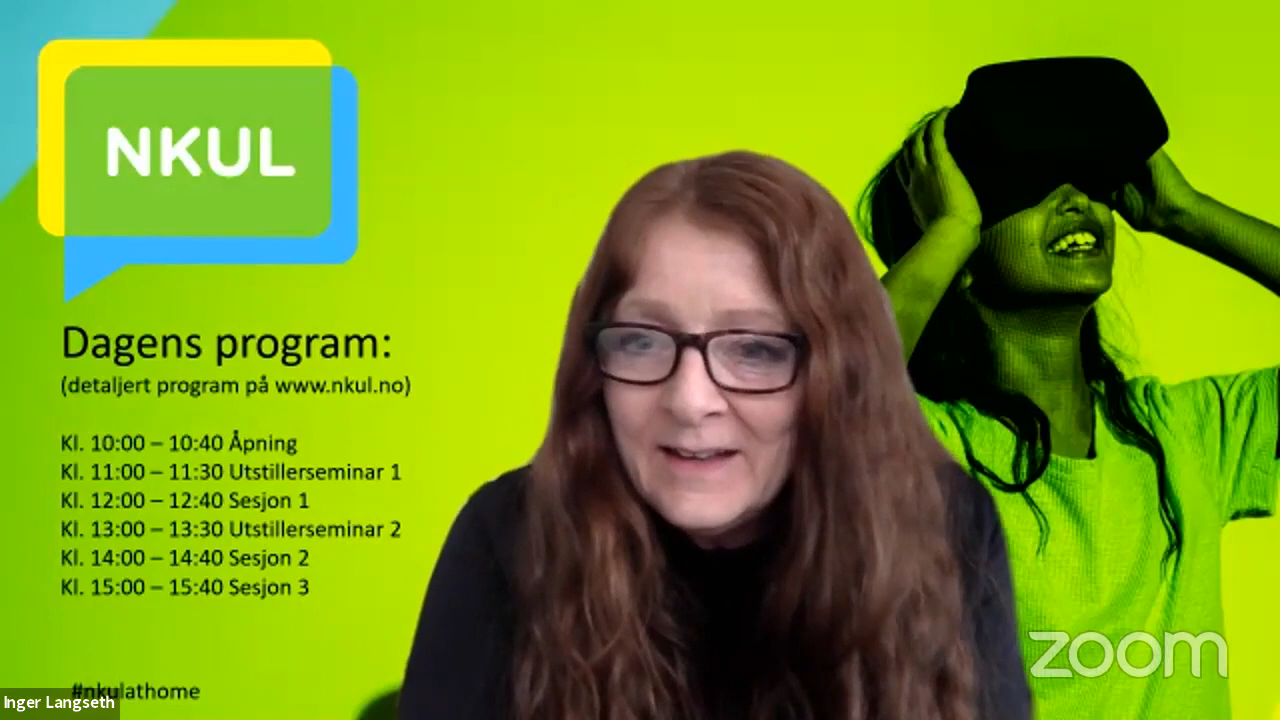 NKUL
Dagens program:
(detaljert program på www.nkul.no)
Kl. 10:00 – 10:40 Åpning
Kl. 11:00 – 11:30 Utstillerseminar 1
Kl. 12:00 – 12:40 Sesjon 1
Kl. 13:00 – 13:30 Utstillerseminar 2
Kl. 14:00 – 14:40 Sesjon 2
Kl. 15:00 – 15:40 Sesjon 3
#nkulathome
Inger Langseth
zoom